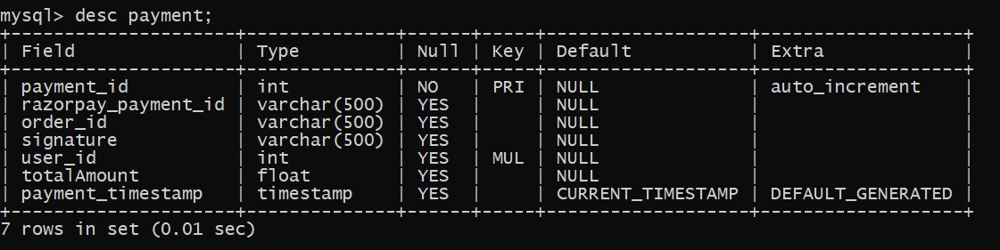 mysql> desc payment;
+---------------------+--------------+------+-----+-------------------+-------------------+
| Field               | Type         | Null | Key | Default           | Extra             |
+---------------------+--------------+------+-----+-------------------+-------------------+
| payment_id          | int          | NO   | PRI | NULL              | auto_increment    |
| razorpay_payment_id | varchar(500) | YES  |     | NULL              |                   |
| order_id            | varchar(500) | YES  |     | NULL              |                   |
| signature           | varchar(500) | YES  |     | NULL              |                   |
| user_id             | int          | YES  | MUL | NULL              |                   |
| totalAmount         | float        | YES  |     | NULL              |                   |
| payment_timestamp   | timestamp    | YES  |     | CURRENT_TIMESTAMP | DEFAULT_GENERATED |
+---------------------+--------------+------+-----+-------------------+-------------------+
7 rows in set (0.01 sec)